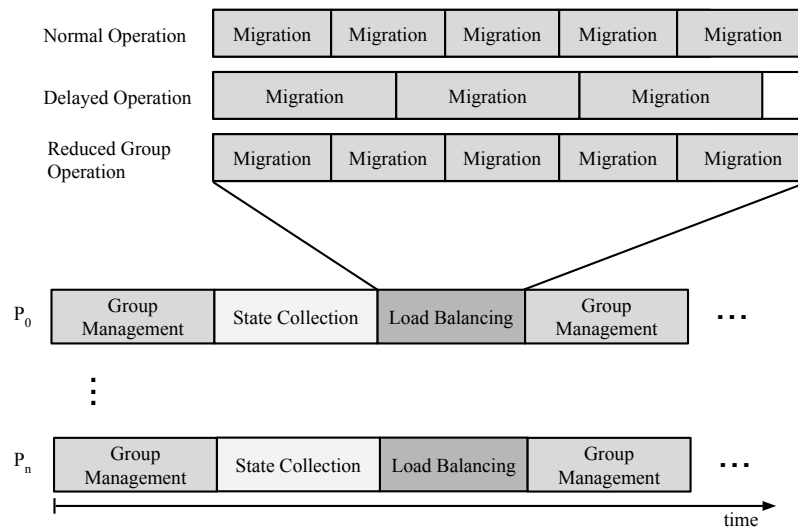 Normal Operation
Migration Migration Migration Migration Migration
Delayed Operation
Migration Migration Migration
Reduced Group
Operation
Migration Migration Migration Migration Migration
P0
Group
Management
State Collection
Load Balancing
Group
Management
...
Pn
Group
Management
State Collection
Load Balancing
Group
Management
...
time